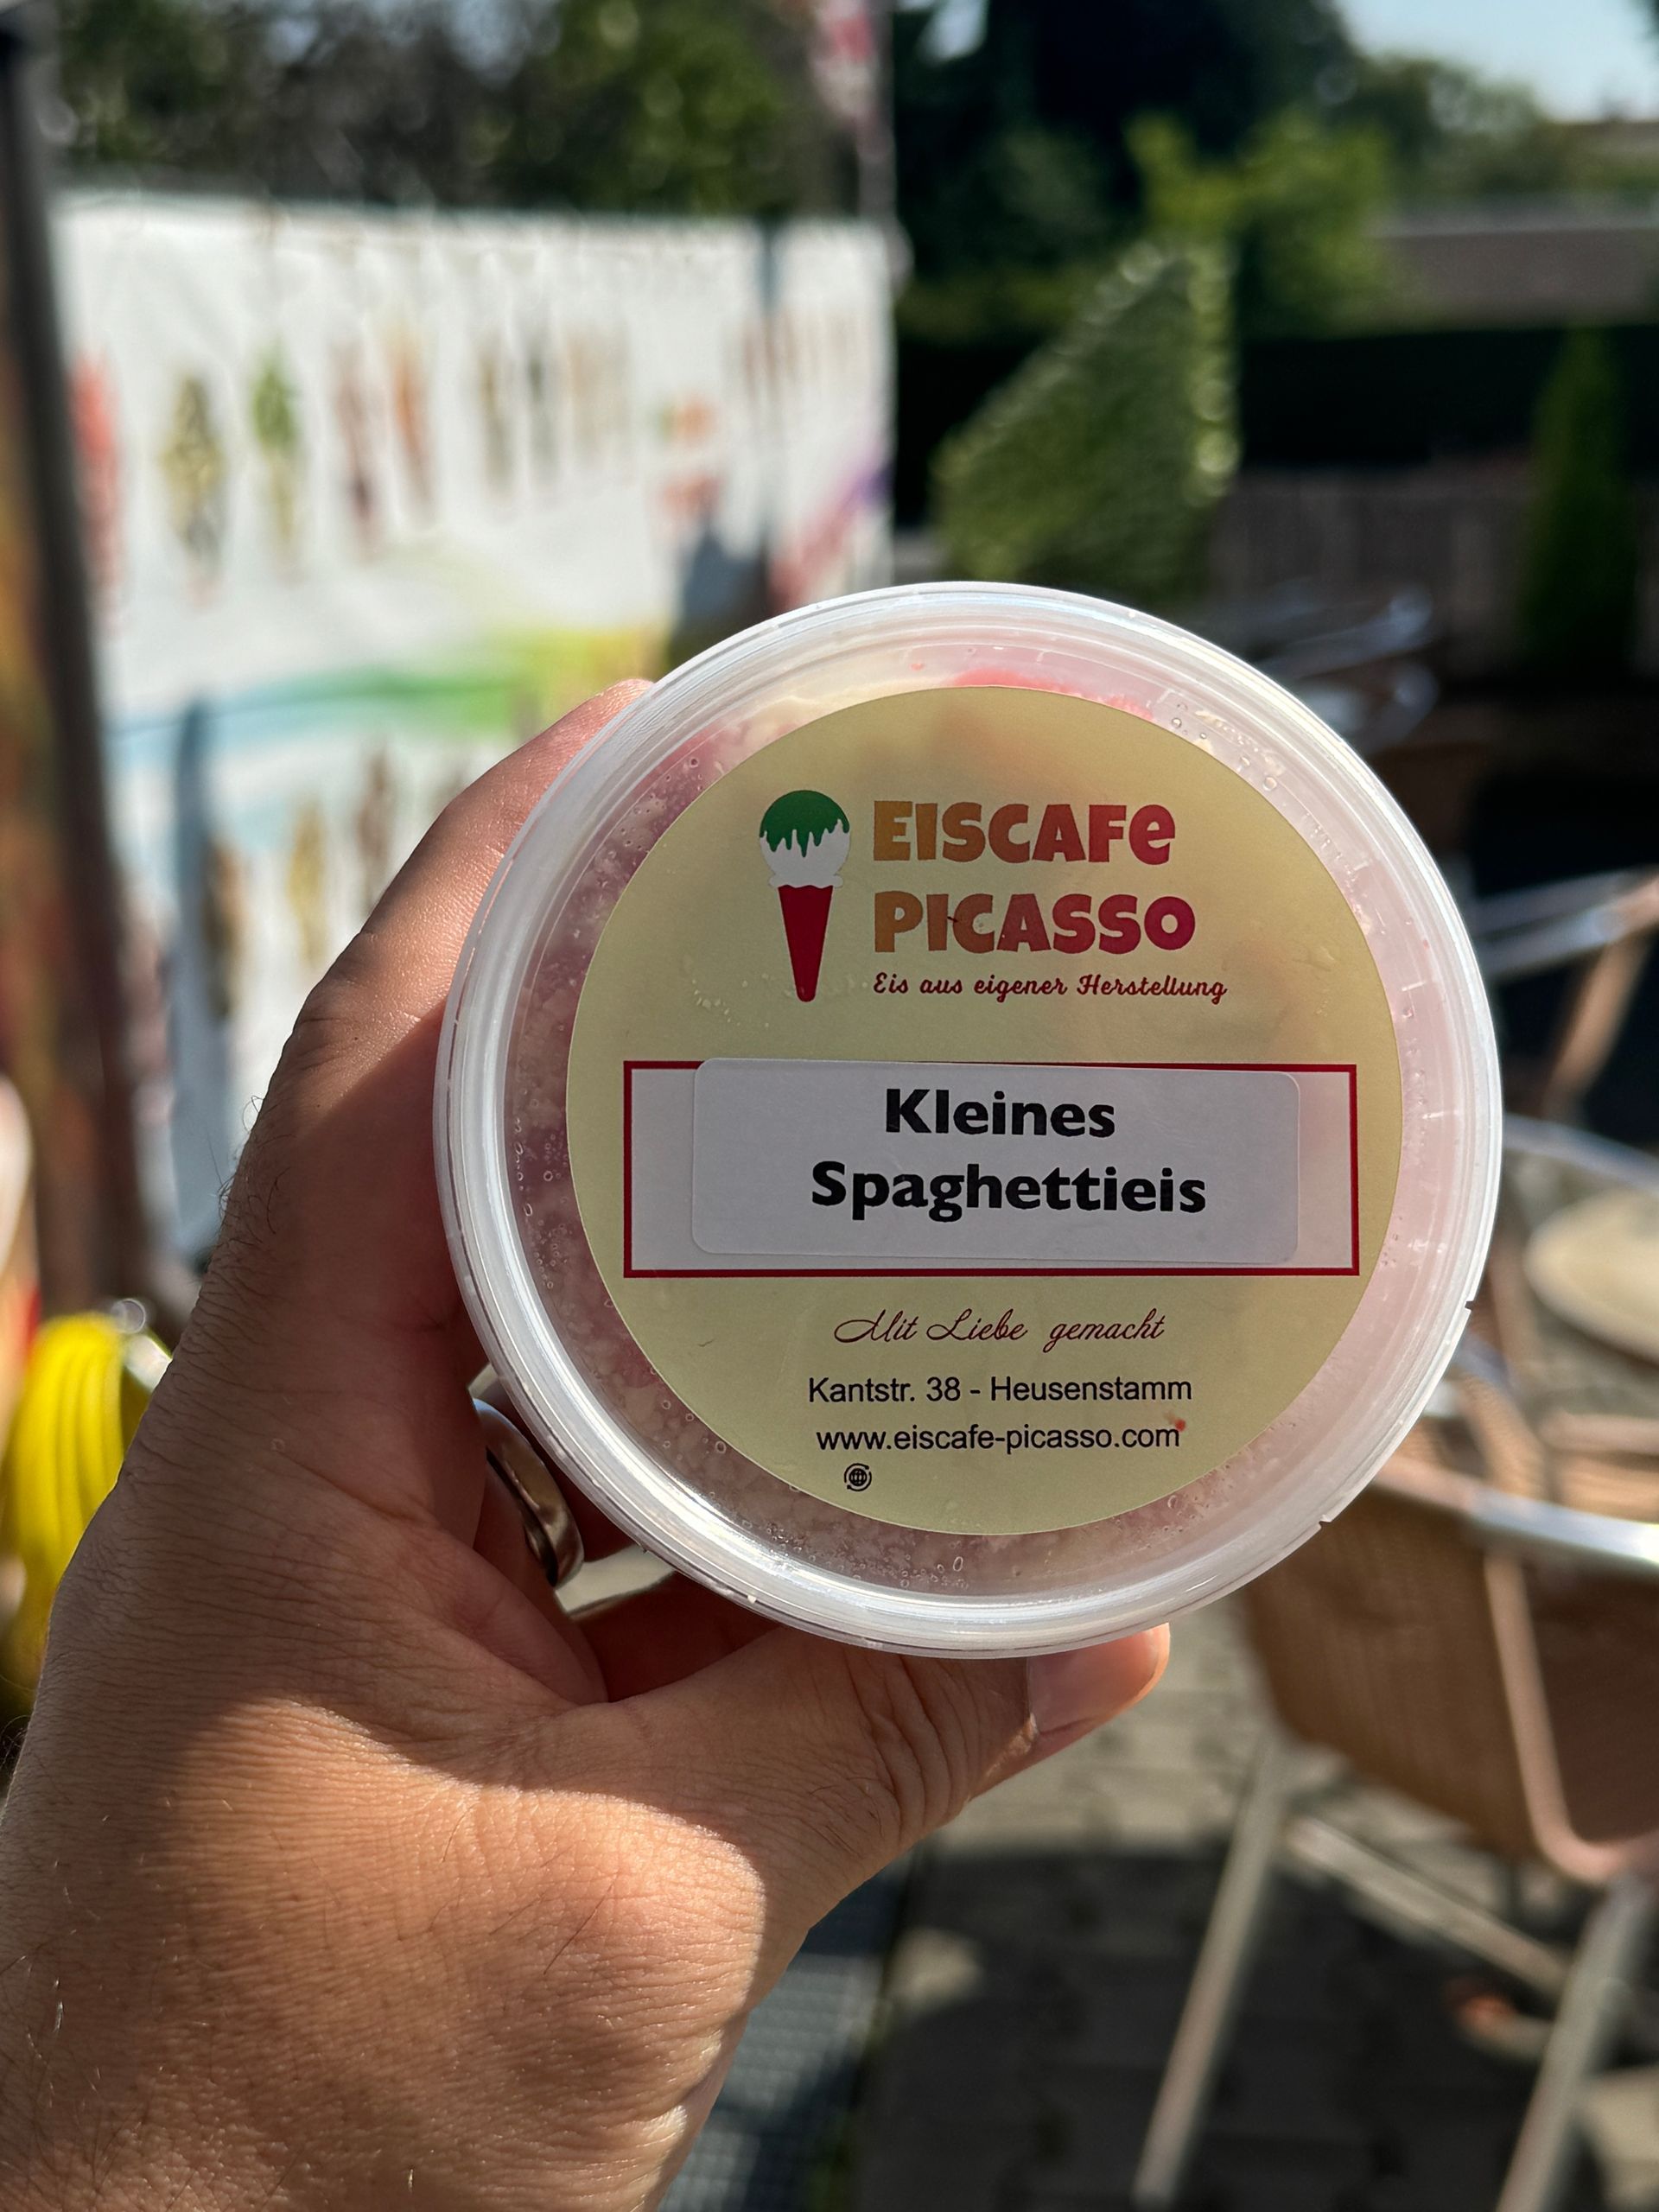 EISCAFe
PICASSO
Eis aus eigener Herstellung
Kleines
Spaghettieis
Mit Liebe gemacht
Kantstr. 38 - Heusenstamm
www.eiscafe-picasso.com